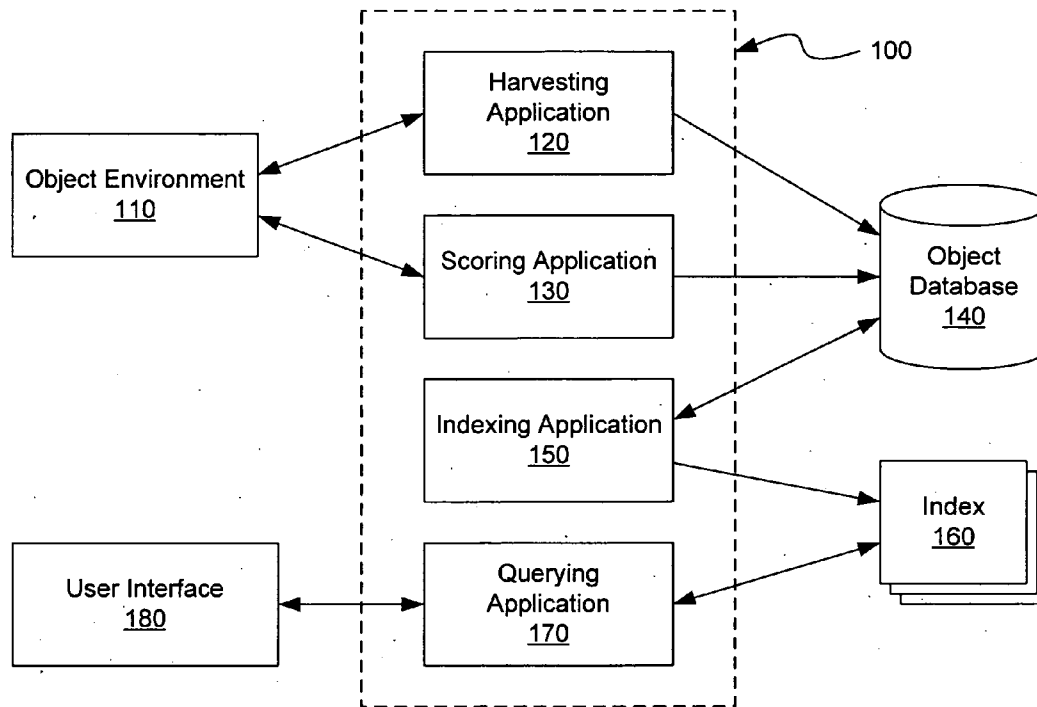 100
Harvesting
Application
120
Object Environment
110
Scoring Application
130
Object
Database
140
Indexing Application
150
Index
160
User Interface
180
Querying
Application
170